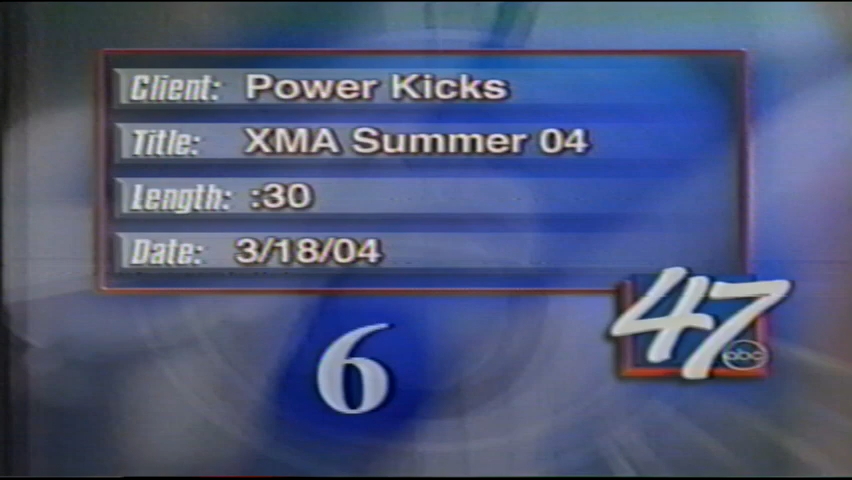 Client: Power Kicks
Title: XMA Summer 04
Length: :30
Date: 3/18/04
6
47
abc